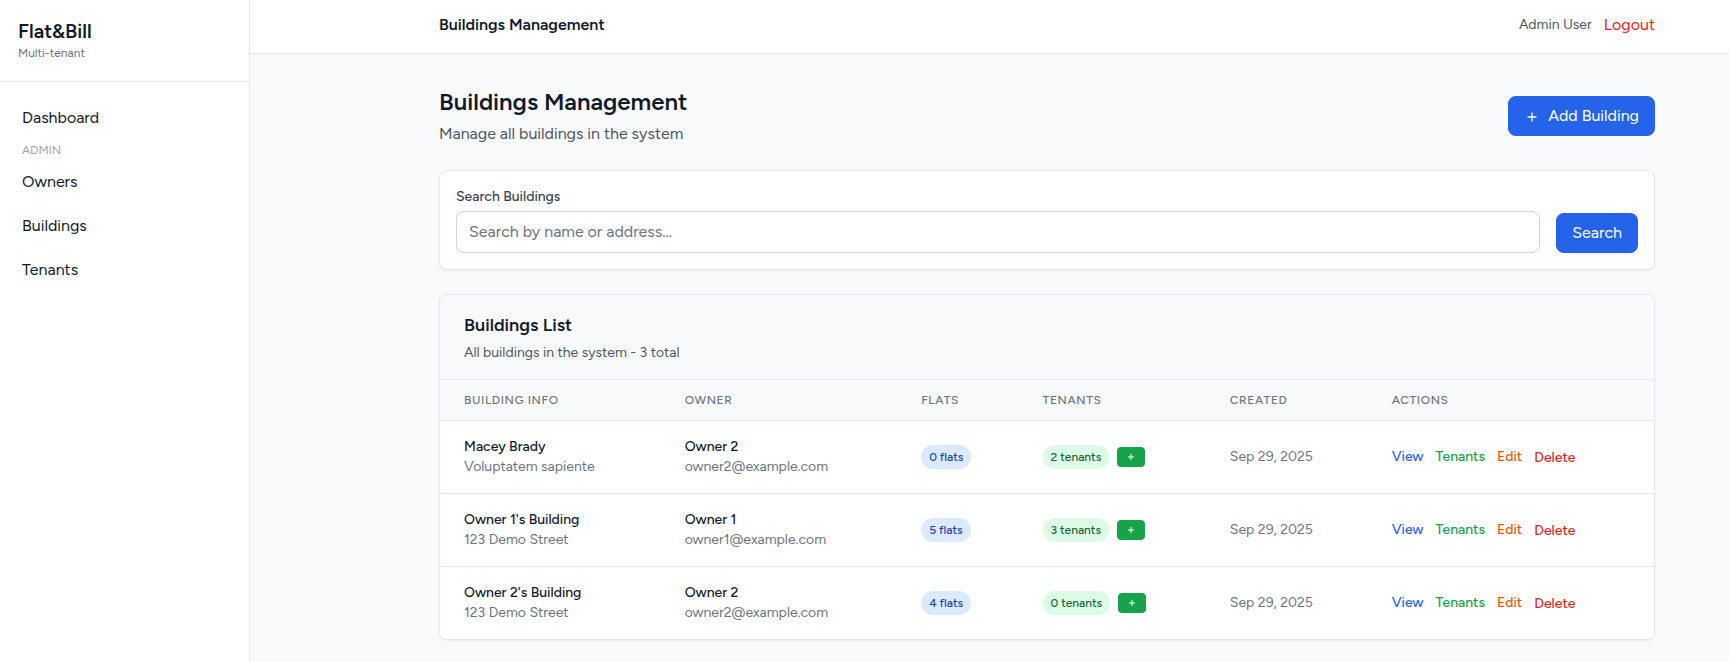 Flat&Bill
Multi-tenant
Dashboard
ADMIN
Owners
Buildings
Tenants
Buildings Management
Admin User Logout
Buildings Management
Manage all buildings in the system
+ Add Building
Search Buildings
Search by name or address...
Search
Buildings List
All buildings in the system - 3 total
BUILDING INFO OWNER FLATS TENANTS CREATED ACTIONS
Macey Brady Owner 2
Voluptatem sapiente owner2@example.com 0 flats 2 tenants + Sep 29, 2025 View Tenants Edit Delete
Owner 1's Building Owner 1
123 Demo Street owner1@example.com 5 flats 3 tenants + Sep 29, 2025 View Tenants Edit Delete
Owner 2's Building Owner 2
123 Demo Street owner2@example.com 4 flats 0 tenants + Sep 29, 2025 View Tenants Edit Delete